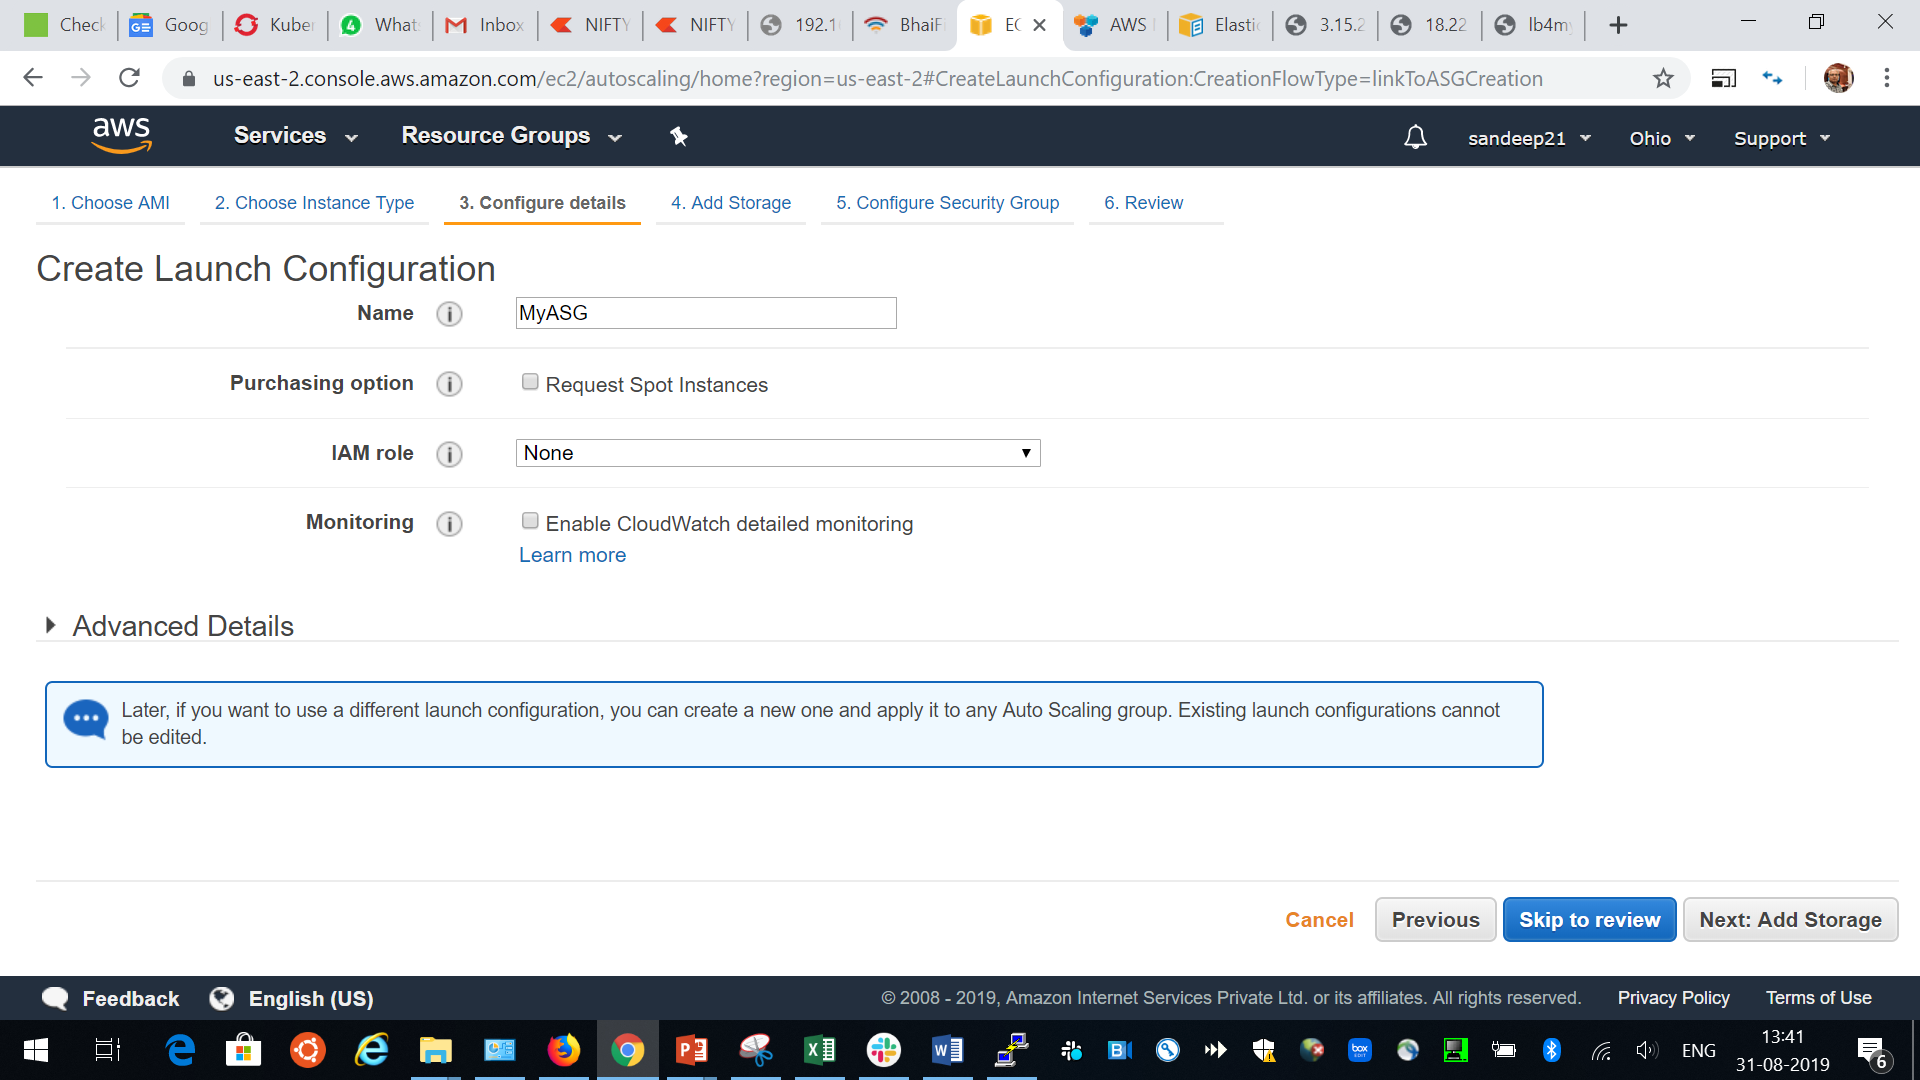 Check
Goog
Kuber
What
Inbox
NIFTY
NIFTY
192.1
BhaiFi
EC
AWS
Elastic
3.15.2
18.22
lb4my
us-east-2.console.aws.amazon.com/ec2/autoscaling/home?region=us-east-2#CreateLaunchConfiguration:CreationFlowType=linkToASGCreation
aws Services Resource Groups sandeep21 Ohio Support
1. Choose AMI 2. Choose Instance Type 3. Configure details 4. Add Storage 5. Configure Security Group 6. Review
Create Launch Configuration
Name i MyASG
Purchasing option i Request Spot Instances
IAM role i None
Monitoring i Enable CloudWatch detailed monitoring
Learn more
Advanced Details
Later, if you want to use a different launch configuration, you can create a new one and apply it to any Auto Scaling group. Existing launch configurations cannot
be edited.
Cancel Previous Skip to review Next: Add Storage
Feedback English (US) © 2008 - 2019, Amazon Internet Services Private Ltd. or its affiliates. All rights reserved. Privacy Policy Terms of Use
ENG
13:41
31-08-2019
6